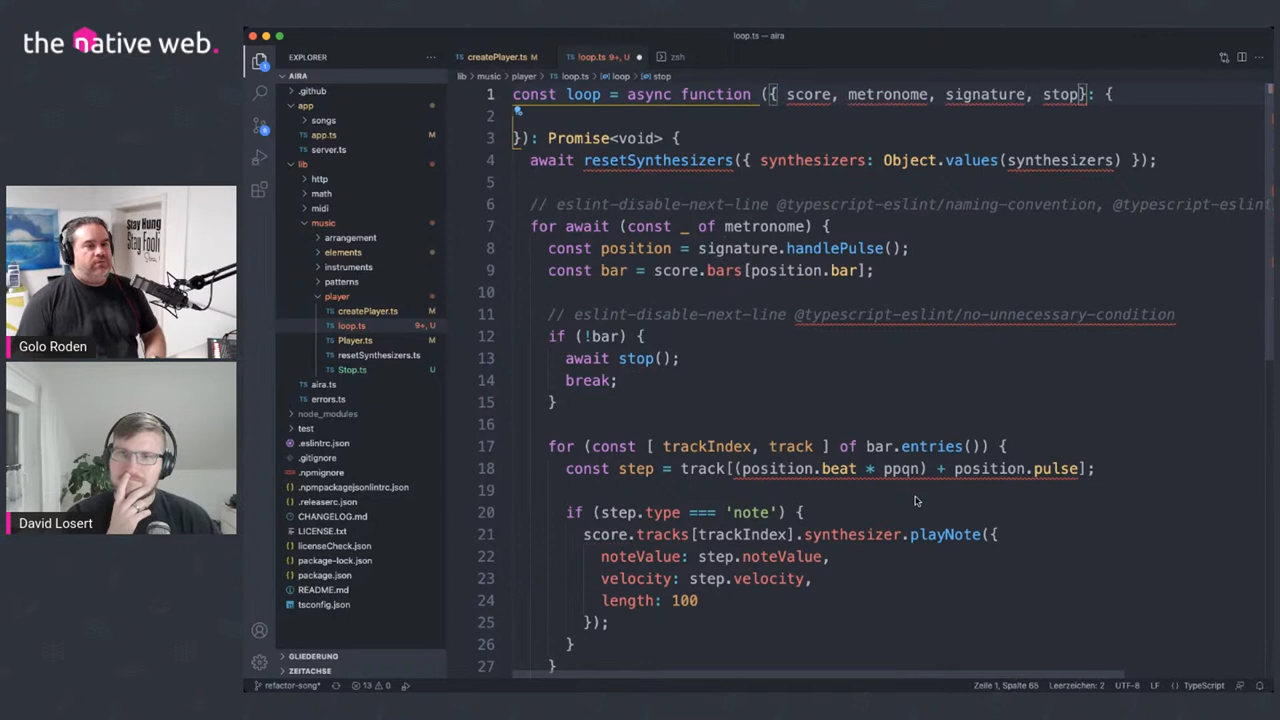 the native web.
loop.ts — aira
EXPLORER
AIRA
.github
app
songs
app.ts M
server.ts
lib
http
math
midi
music
arrangement
elements
instruments
patterns
player
createPlayer.ts M
loop.ts 9+, U
Player.ts M
resetSynthesizers.ts M
Stop.ts U
aira.ts
errors.ts
node_modules
test
.eslintrc.json
.gitignore
.npmignore
.npmpackagejsonlintrc.json
.releaserc.json
CHANGELOG.md
LICENSE.txt
licenseCheck.json
package-lock.json
package.json
README.md
tsconfig.json
GLIEDERUNG
ZEITACHSE
createPlayer.ts M
loop.ts 9+, U
zsh
lib › music › player › loop.ts › loop › stop
1 const loop = async function ({ score, metronome, signature, stop}: {
2
3 }): Promise<void> {
4 await resetSynthesizers({ synthesizers: Object.values(synthesizers) });
5
6 // eslint-disable-next-line @typescript-eslint/naming-convention, @typescript-eslint
7 for await (const _ of metronome) {
8 const position = signature.handlePulse();
9 const bar = score.bars[position.bar];
10
11 // eslint-disable-next-line @typescript-eslint/no-unnecessary-condition
12 if (!bar) {
13 await stop();
14 break;
15 }
16
17 for (const [ trackIndex, track ] of bar.entries()) {
18 const step = track[(position.beat * ppqn) + position.pulse];
19
20 if (step.type === 'note') {
21 score.tracks[trackIndex].synthesizer.playNote({
22 noteValue: step.noteValue,
23 velocity: step.velocity,
24 length: 100
25 });
26 }
27 }
Stay Hung
Stay Fooli
Golo Roden
David Losert
refactor-song* 13 0
Zeile 1, Spalte 65 Leerzeichen: 2 UTF-8 LF { } TypeScript